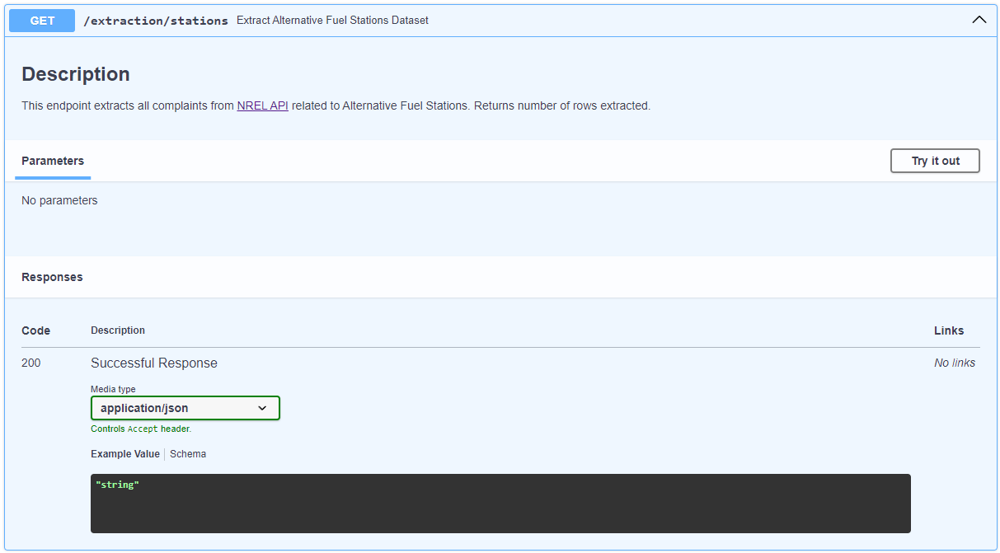 GET /extraction/stations Extract Alternative Fuel Stations Dataset
Description
This endpoint extracts all complaints from NREL API related to Alternative Fuel Stations. Returns number of rows extracted.
Parameters Try it out
No parameters
Responses
Code Description Links
200 Successful Response No links
Media type
application/json
Controls Accept header.
Example Value Schema
"string"